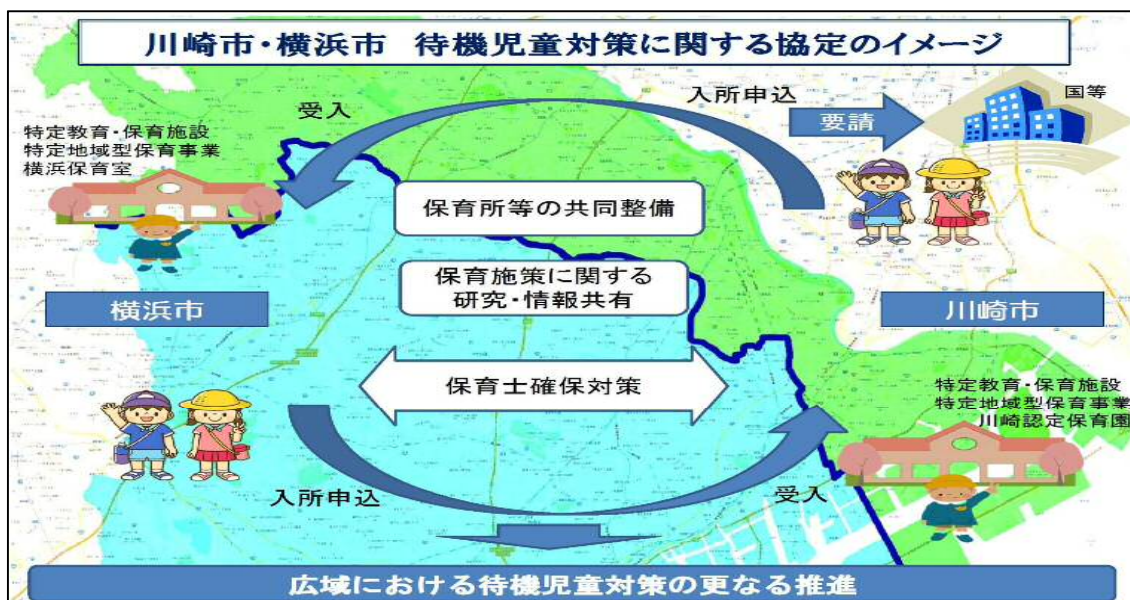 川崎市・横浜市 待機児童対策に関する協定のイメージ
受入
入所申込
要請
国等
特定教育・保育施設
特定地域型保育事業
横浜保育室
保育所等の共同整備
保育施策に関する
研究・情報共有
横浜市
川崎市
保育士確保対策
特定教育・保育施設
特定地域型保育事業
川崎認定保育園
入所申込
受入
広域における待機児童対策の更なる推進